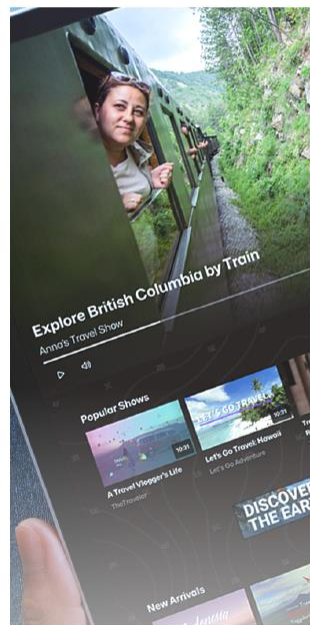 Explore British Columbia by Train
Anna's Travel Show
Popular Shows
LET'S GO TRAVEL
10:31
10:31
A Travel Vlogger's Life
TheTraveler
Let's Go Travel: Hawaii
Let's Go Adventure
DISCOVER
THE EAR
New Arrivals
Amnesia